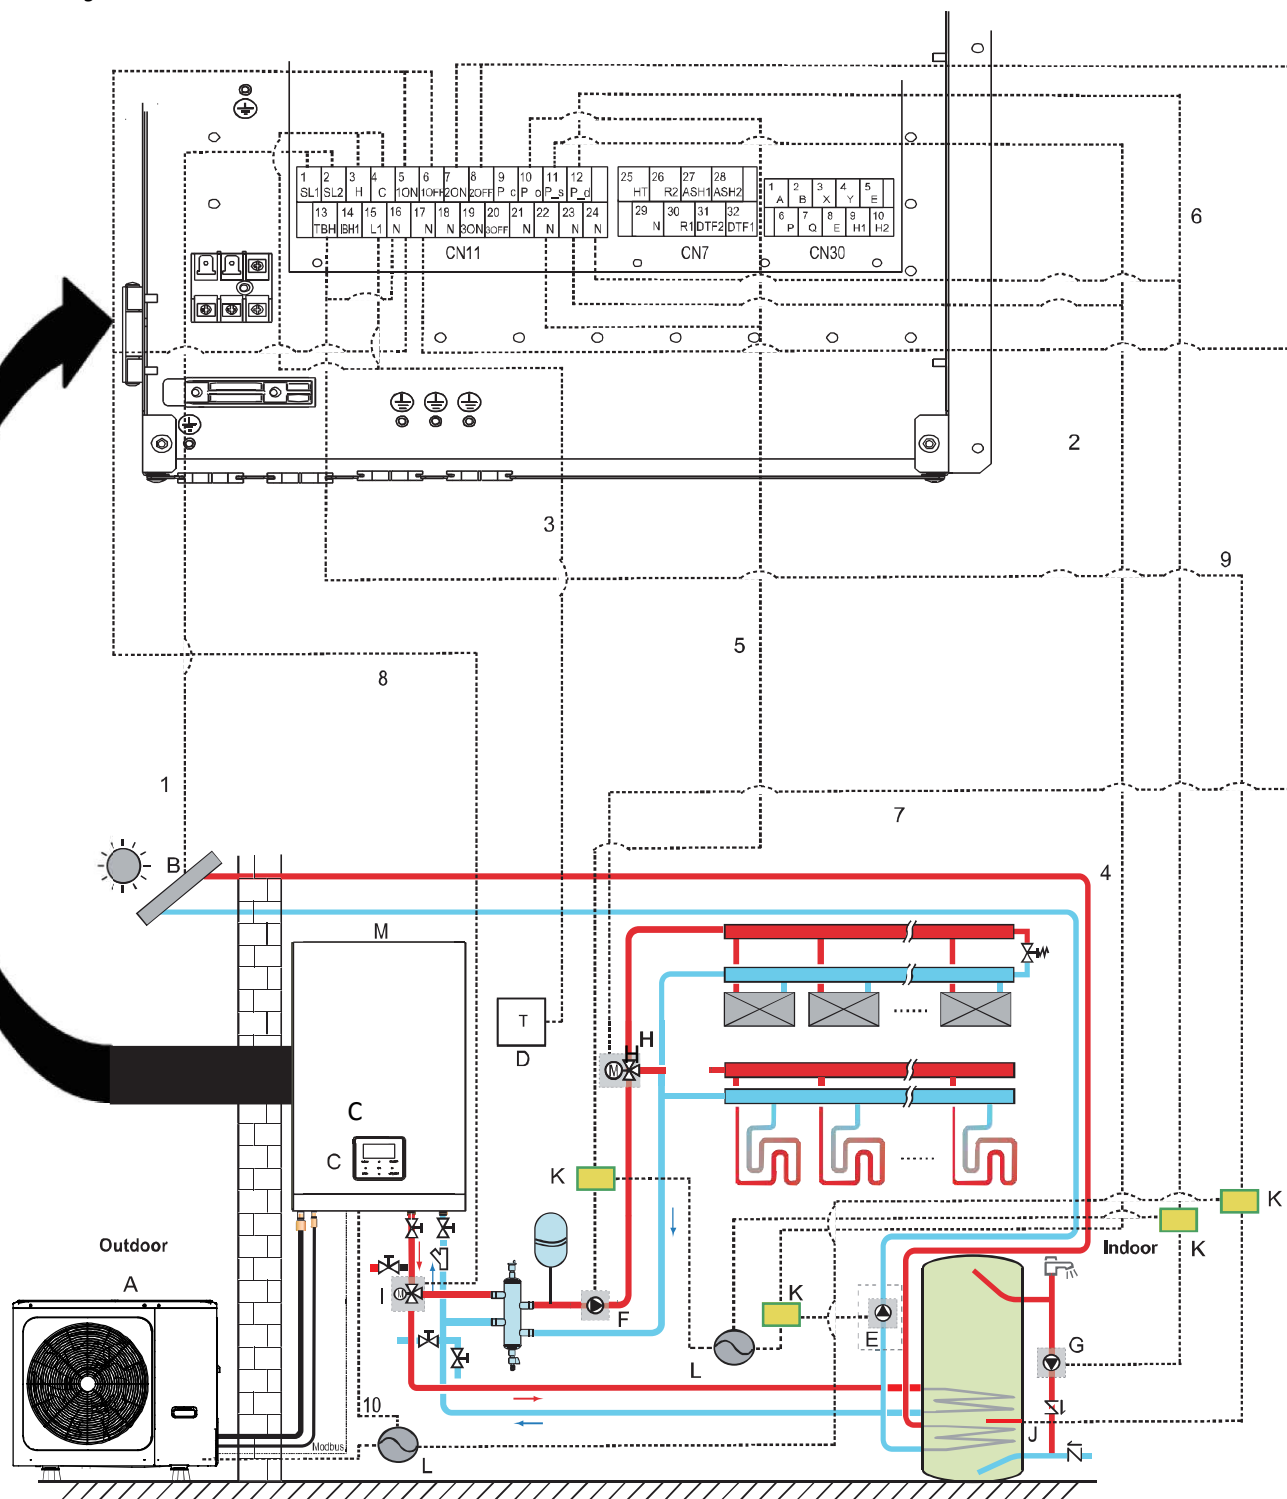 1 2 3 4 5 6 7 8 9 10 11 12
SL1 SL2 H C 1ON 1OFF 2ON 2OFF P_c P_o P_s P_d
13 14 15 16 17 18 19 20 21 22 23 24
TBH IBH1 L1 N N N 3ON 3OFF N N N N
CN11
25 26 27 28
HT R2 ASH1 ASH2
29 30 31 32
N R1 DTF2 DTF1
CN7
1 2 3 4 5
A B X Y E
6 7 8 9 10
P Q E H1 H2
CN30
6
2
3
9
5
8
1
7
B
4
M
T
D
H
H
M
C
C
K
K
Outdoor
Indoor
K
A
K
I
M
F
E
G
L
10
J
Modbus
L
Z